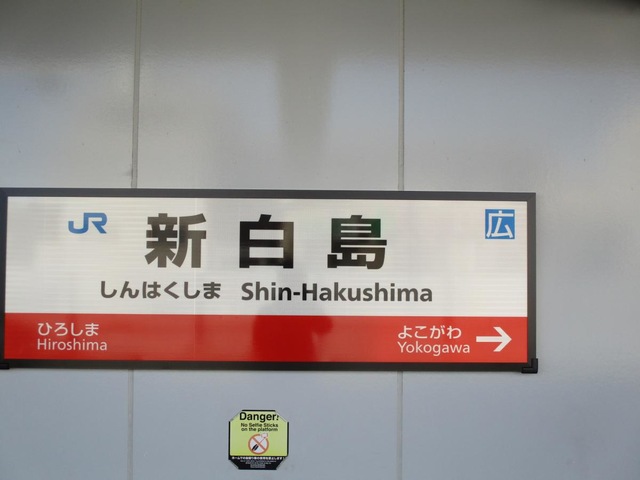 JR 新白島 広
しんはくしま Shin-Hakushima
ひろしま よこがわ
Hiroshima Yokogawa
Danger!
No Selfie Sticks
on the platform